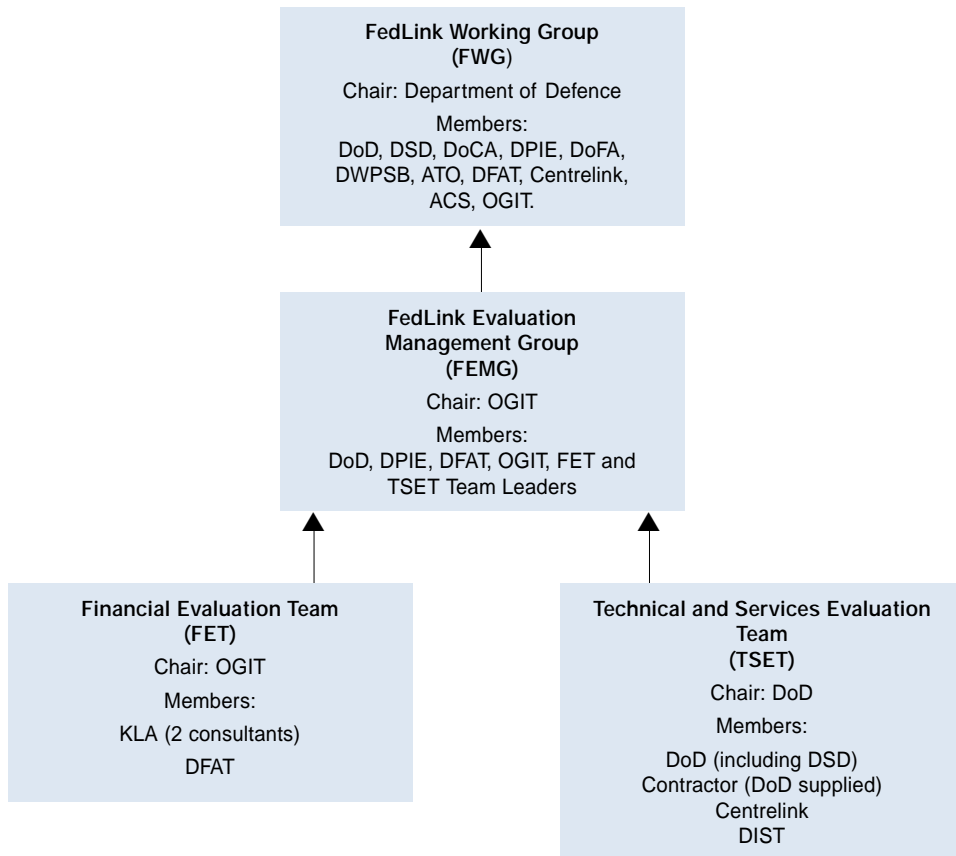 FedLink Working Group
(FWG)
Chair: Department of Defence
Members:
DoD, DSD, DoCA, DPIE, DoFA,
DWPSB, ATO, DFAT, Centrelink,
ACS, OGIT.
FedLink Evaluation
Management Group
(FEMG)
Chair: OGIT
Members:
DoD, DPIE, DFAT, OGIT, FET and
TSET Team Leaders
Financial Evaluation Team
(FET)
Chair: OGIT
Members:
KLA (2 consultants)
DFAT
Technical and Services Evaluation
Team
(TSET)
Chair: DoD
Members:
DoD (including DSD)
Contractor (DoD supplied)
Centrelink
DIST